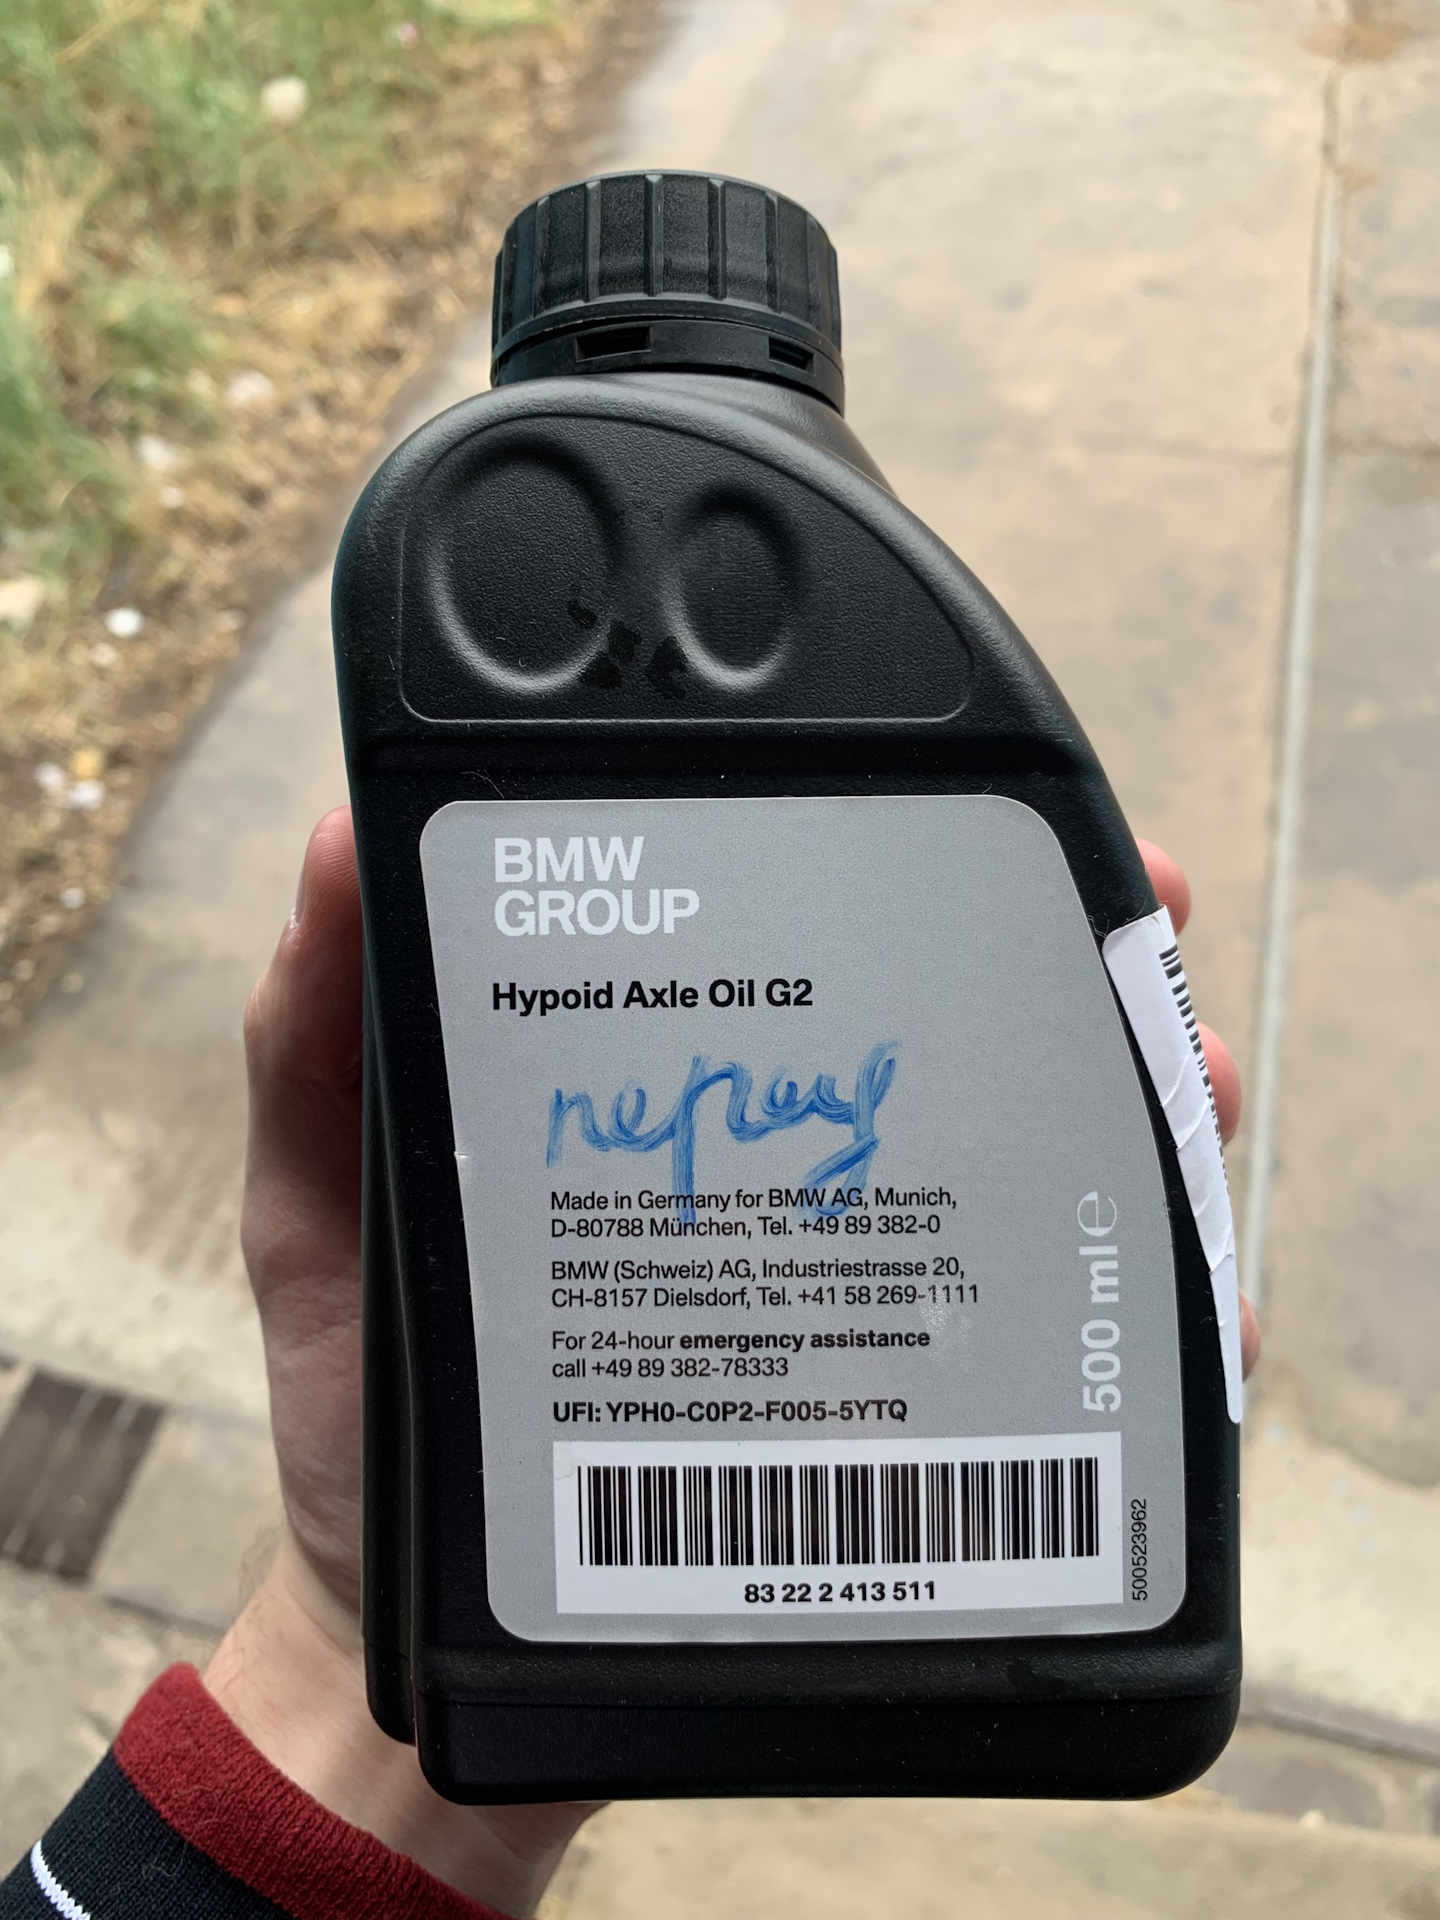 BMW
GROUP
Hypoid Axle Oil G2
перед
Made in Germany for BMW AG, Munich,
D-80788 München, Tel. +49 89 382-0
BMW (Schweiz) AG, Industriestrasse 20,
CH-8157 Dielsdorf, Tel. +41 58 269-1111
For 24-hour emergency assistance
call +49 89 382-78333
UFI: YPH0-C0P2-F005-5YTQ
500 ml ℮
83 22 2 413 511
500523962